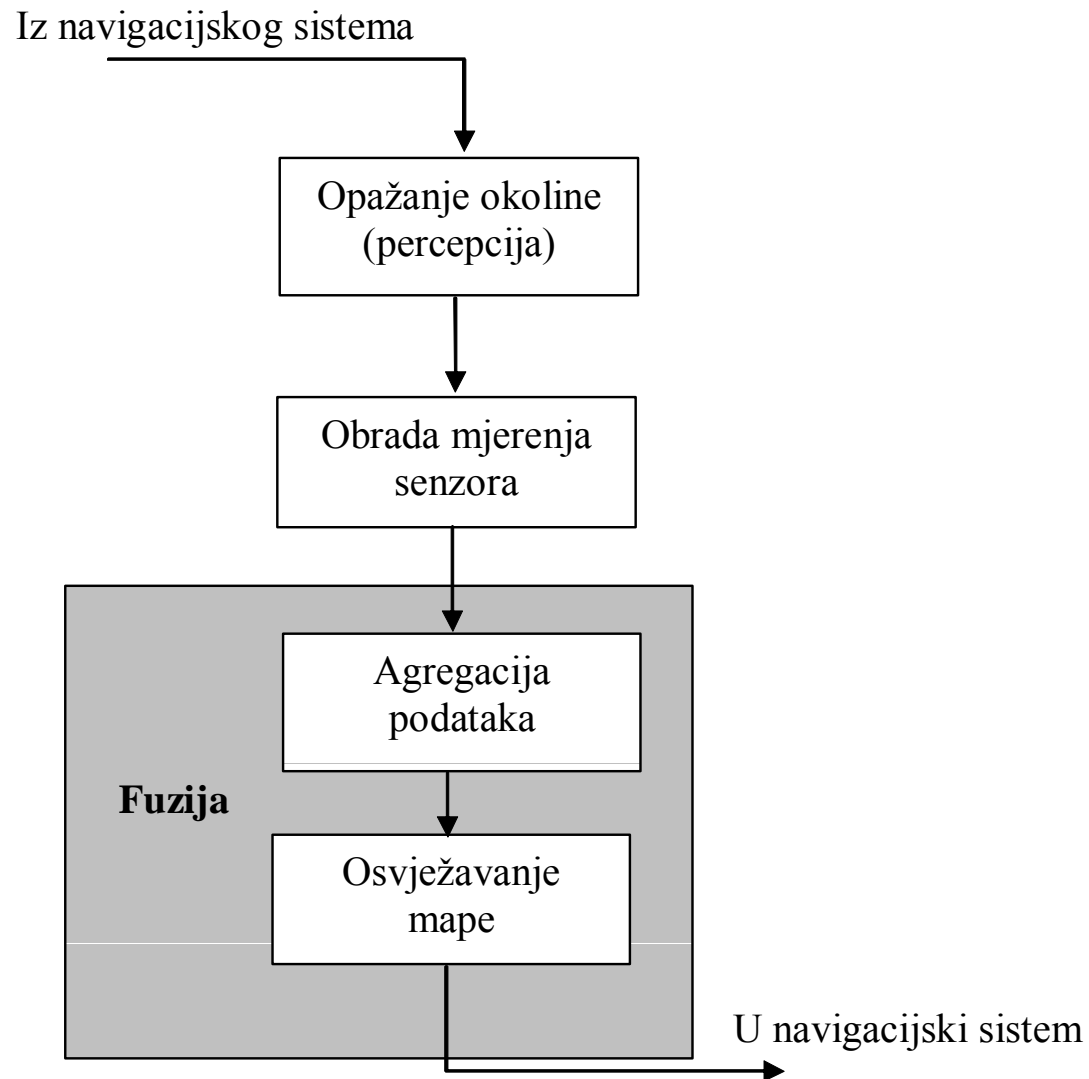 Iz navigacijskog sistema
Opažanje okoline
(percepcija)
Obrada mjerenja
senzora
Agregacija
podataka
Fuzija
Osvježavanje
mape
U navigacijski sistem